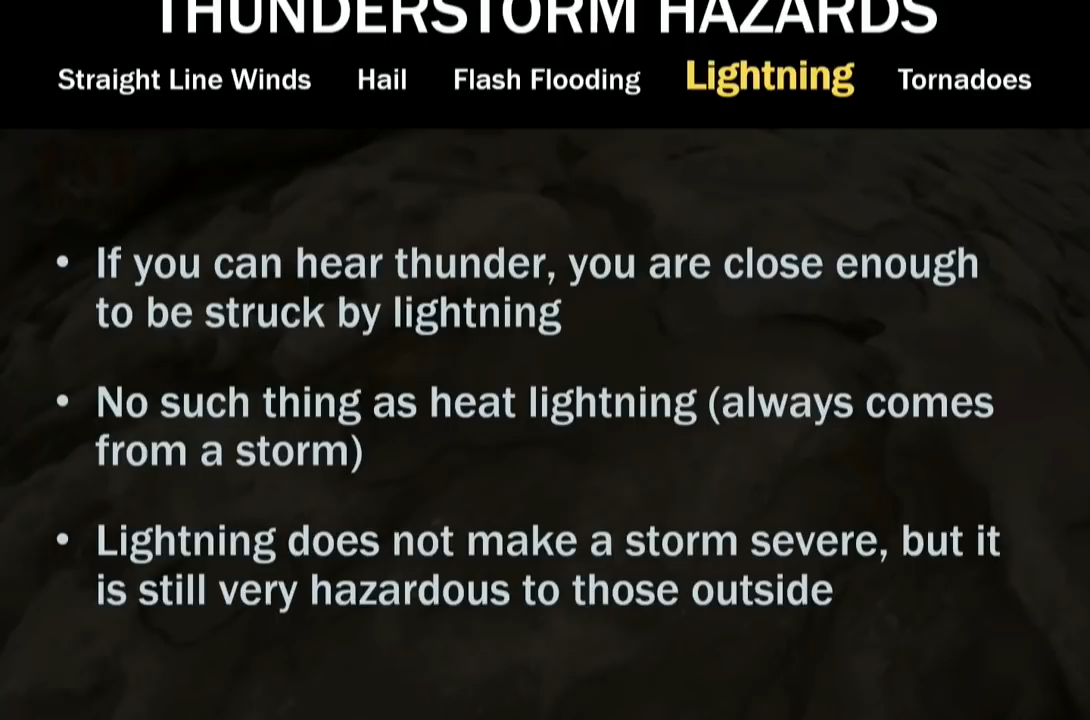 THUNDERSTORM HAZARDS
Straight Line Winds Hail Flash Flooding Lightning Tornadoes
• If you can hear thunder, you are close enough
to be struck by lightning
• No such thing as heat lightning (always comes
from a storm)
• Lightning does not make a storm severe, but it
is still very hazardous to those outside